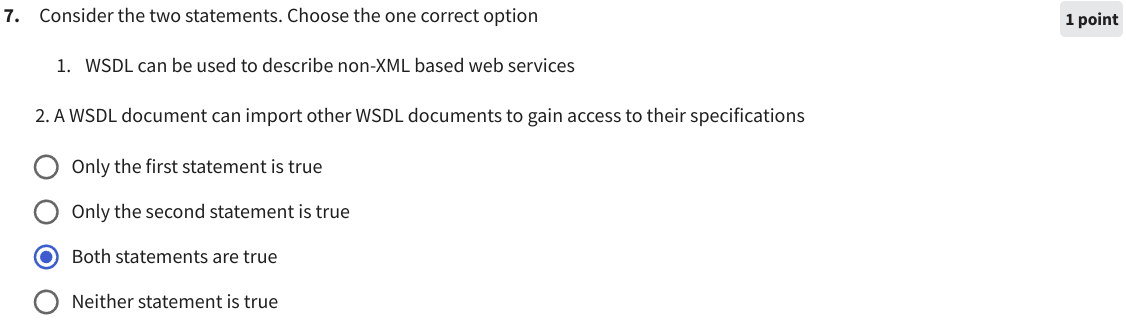 7. Consider the two statements. Choose the one correct option
1 point
1. WSDL can be used to describe non-XML based web services
2. A WSDL document can import other WSDL documents to gain access to their specifications
Only the first statement is true
Only the second statement is true
Both statements are true
Neither statement is true